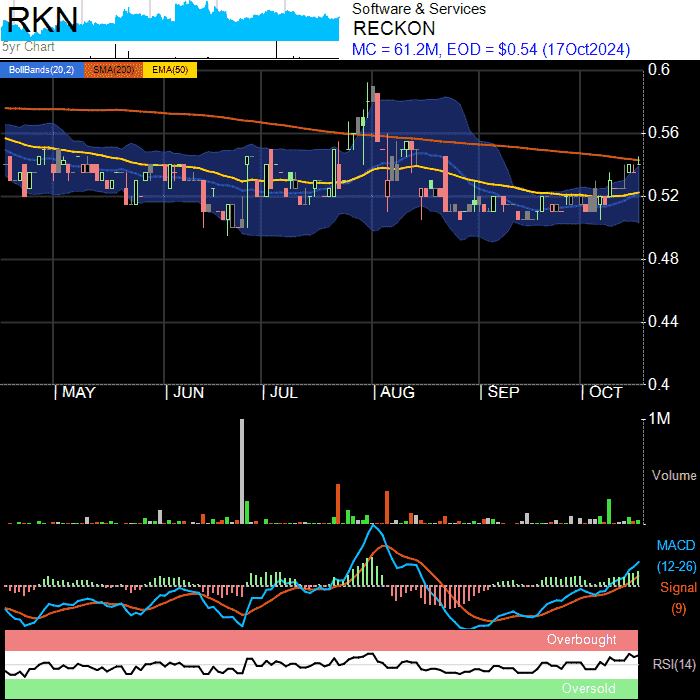 RKN
5yr Chart
Software & Services
RECKON
MC = 61.2M, EOD = $0.54 (17Oct2024)
BollBands(20,2) SMA(200) EMA(50)
0.6
0.56
0.52
0.48
0.44
0.4
MAY JUN JUL AUG SEP OCT
1M
Volume
MACD
(12-26)
Signal
(9)
Overbought
RSI(14)
Oversold